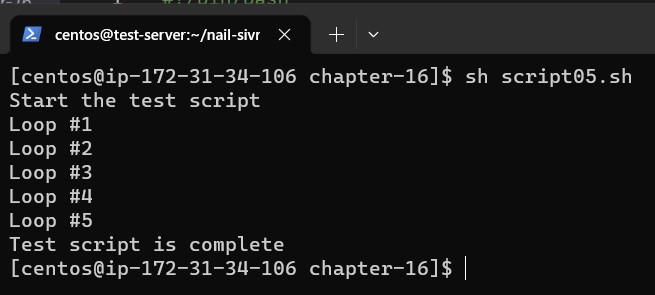 #!/bin/bash
centos@test-server:~/nail-sivr
[centos@ip-172-31-34-106 chapter-16]$ sh script05.sh
Start the test script
Loop #1
Loop #2
Loop #3
Loop #4
Loop #5
Test script is complete
[centos@ip-172-31-34-106 chapter-16]$